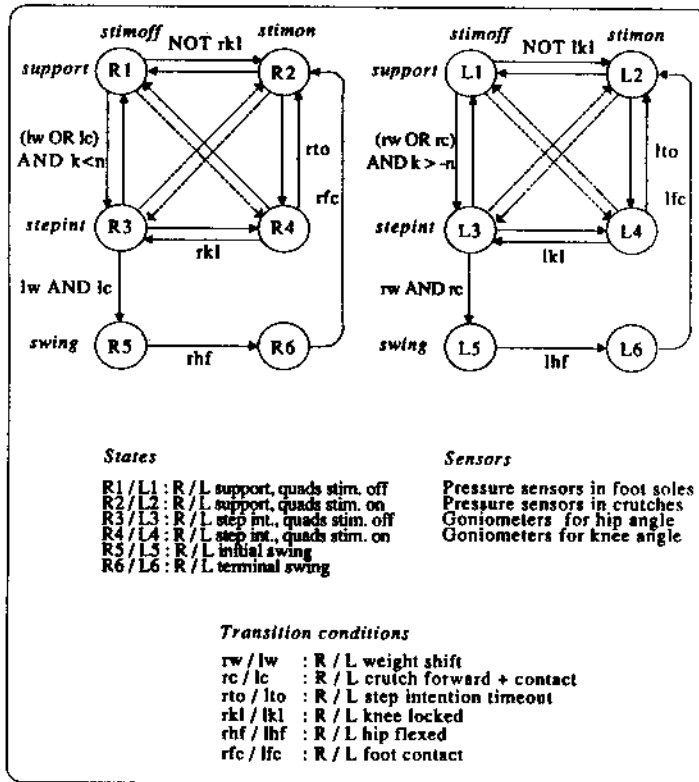 stimoff stimon stimoff stimon
NOT rkl NOT lkl
support R1 R2 support L1 L2
(lw OR lc) AND k<n rto (rw OR rc) AND k>-n lto
rfc lfc
stepint R3 R4 stepint L3 L4
rkl lkl
lw AND lc rw AND rc
swing R5 R6 swing L5 L6
rhf lhf
States
R1 / L1 : R / L support, quads stim. off
R2 / L2 : R / L support, quads stim. on
R3 / L3 : R / L step int., quads stim. off
R4 / L4 : R / L step int., quads stim. on
R5 / L5 : R / L initial swing
R6 / L6 : R / L terminal swing
Sensors
Pressure sensors in foot soles
Pressure sensors in crutches
Goniometers for hip angle
Goniometers for knee angle
Transition conditions
rw / lw : R / L weight shift
rc / lc : R / L crutch forward + contact
rto / lto : R / L step intention timeout
rkl / lkl : R / L knee locked
rhf / lhf : R / L hip flexed
rfc / lfc : R / L foot contact